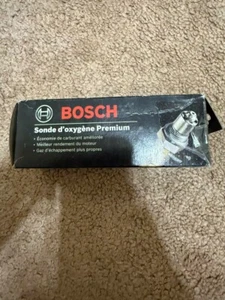 BOSCH
Sonde d'oxygène Premium
• Économie de carburant améliorée
• Meilleur rendement du moteur
• Gaz d'échappement plus propres